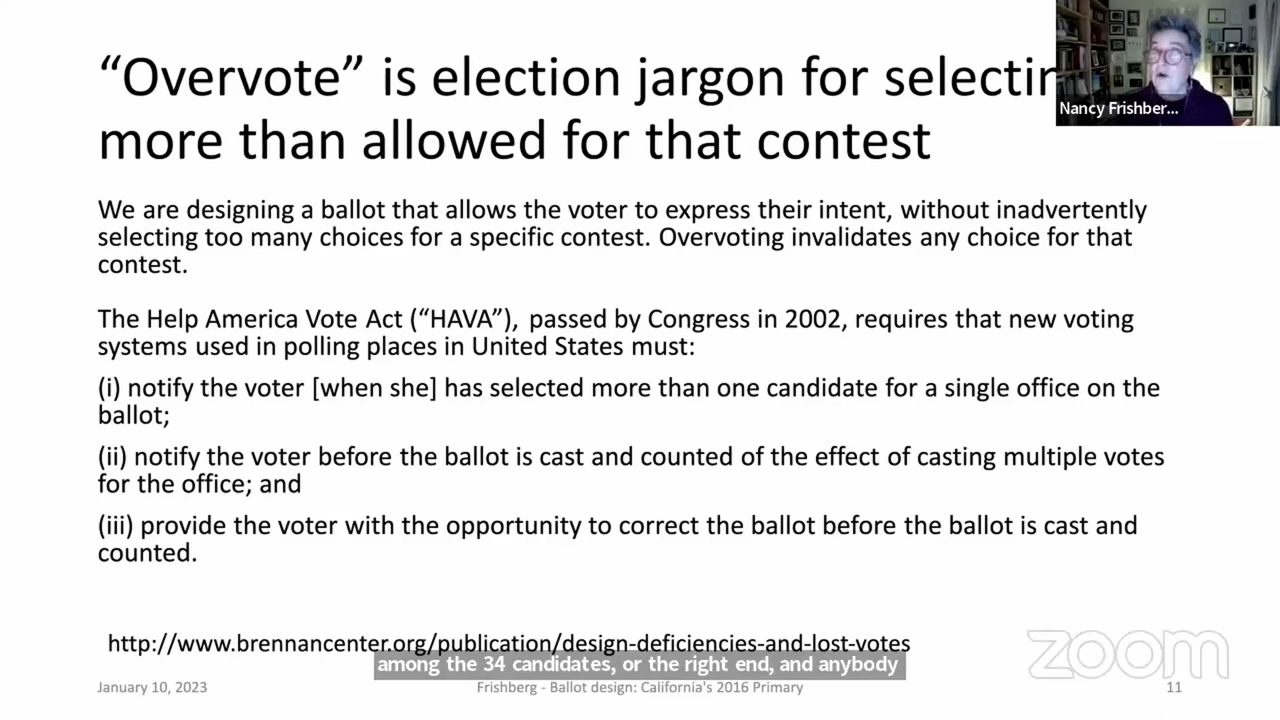 “Overvote” is election jargon for selectin
more than allowed for that contest
Nancy Frishber...
We are designing a ballot that allows the voter to express their intent, without inadvertently
selecting too many choices for a specific contest. Overvoting invalidates any choice for that
contest.
The Help America Vote Act (“HAVA”), passed by Congress in 2002, requires that new voting
systems used in polling places in United States must:
(i) notify the voter [when she] has selected more than one candidate for a single office on the
ballot;
(ii) notify the voter before the ballot is cast and counted of the effect of casting multiple votes
for the office; and
(iii) provide the voter with the opportunity to correct the ballot before the ballot is cast and
counted.
http://www.brennancenter.org/publication/design-deficiencies-and-lost-votes
among the 34 candidates, or the right end, and anybody
zoom
January 10, 2023
Frishberg - Ballot design: California's 2016 Primary
11